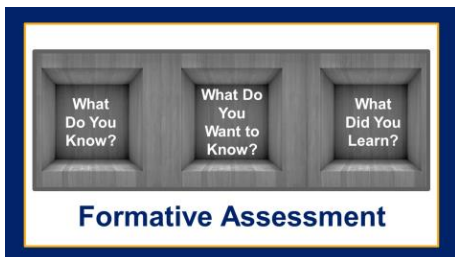 What
Do You
Know?
What Do
You
Want to
Know?
What
Did You
Learn?
Formative Assessment